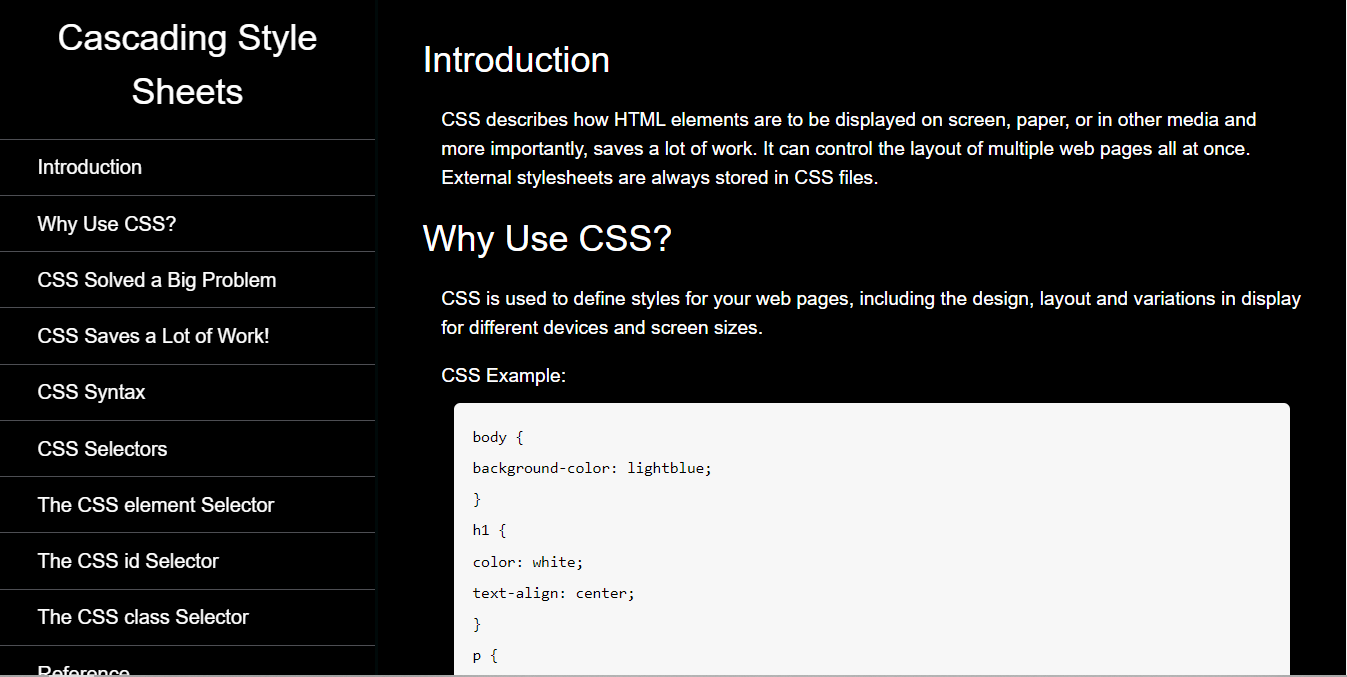 Cascading Style
Sheets
Introduction
Why Use CSS?
CSS Solved a Big Problem
CSS Saves a Lot of Work!
CSS Syntax
CSS Selectors
The CSS element Selector
The CSS id Selector
The CSS class Selector
Reference
Introduction
CSS describes how HTML elements are to be displayed on screen, paper, or in other media and
more importantly, saves a lot of work. It can control the layout of multiple web pages all at once.
External stylesheets are always stored in CSS files.
Why Use CSS?
CSS is used to define styles for your web pages, including the design, layout and variations in display
for different devices and screen sizes.
CSS Example:
body {
background-color: lightblue;
}
h1 {
color: white;
text-align: center;
}
p {